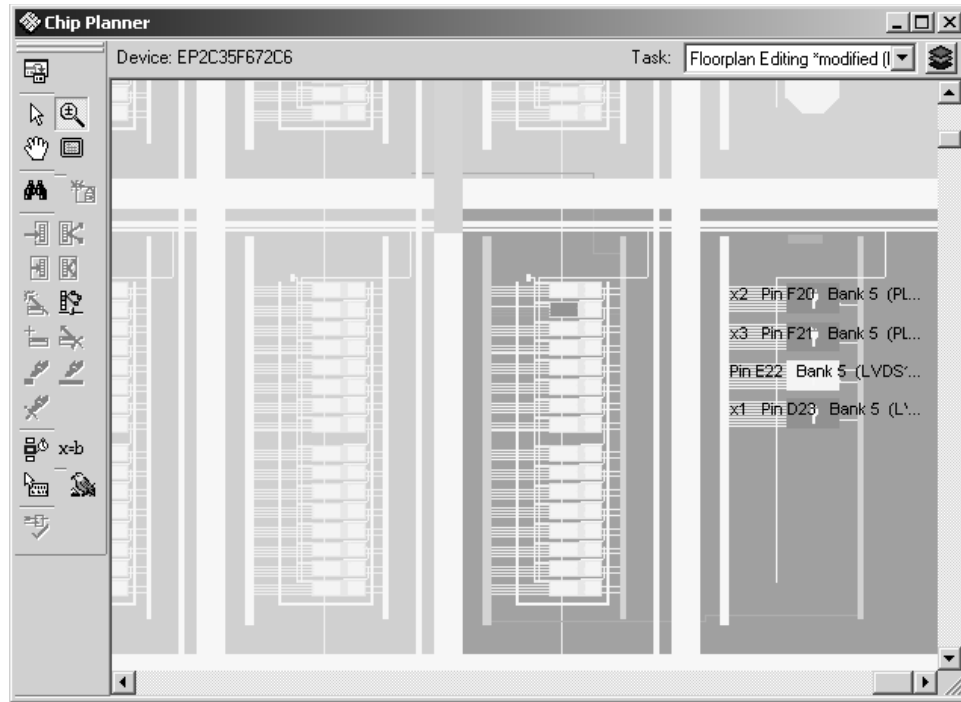 Chip Planner
Device: EP2C35F672C6 Task: Floorplan Editing *modified (
x=b
x2 Pin F20 Bank 5 (PL...
x3 Pin F21 Bank 5 (PL...
Pin E22 Bank 5 (LVDS...
x1 Pin D23 Bank 5 (L...